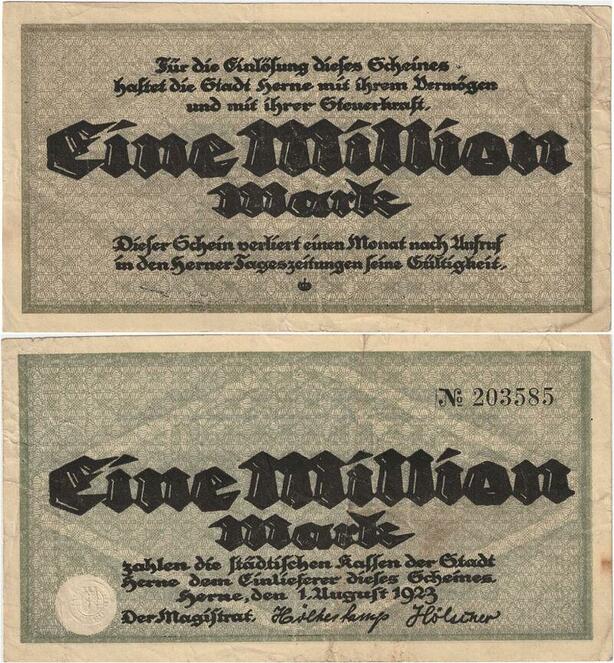 Für die Einlösung dieses Scheines
haftet die Stadt Herne mit ihrem Vermögen
und mit ihrer Steuerkraft.
Eine Million
Mark
Dieser Schein verliert einen Monat nach Aufruf
in den Herner Tageszeitungen seine Gültigkeit.
№ 203585
Eine Million
Mark
zahlen die städtischen Kassen der Stadt
Herne dem Einlieferer dieses Scheines.
Herne, den 1. August 1923
Der Magistrat. Hölkeskamp Hölscher